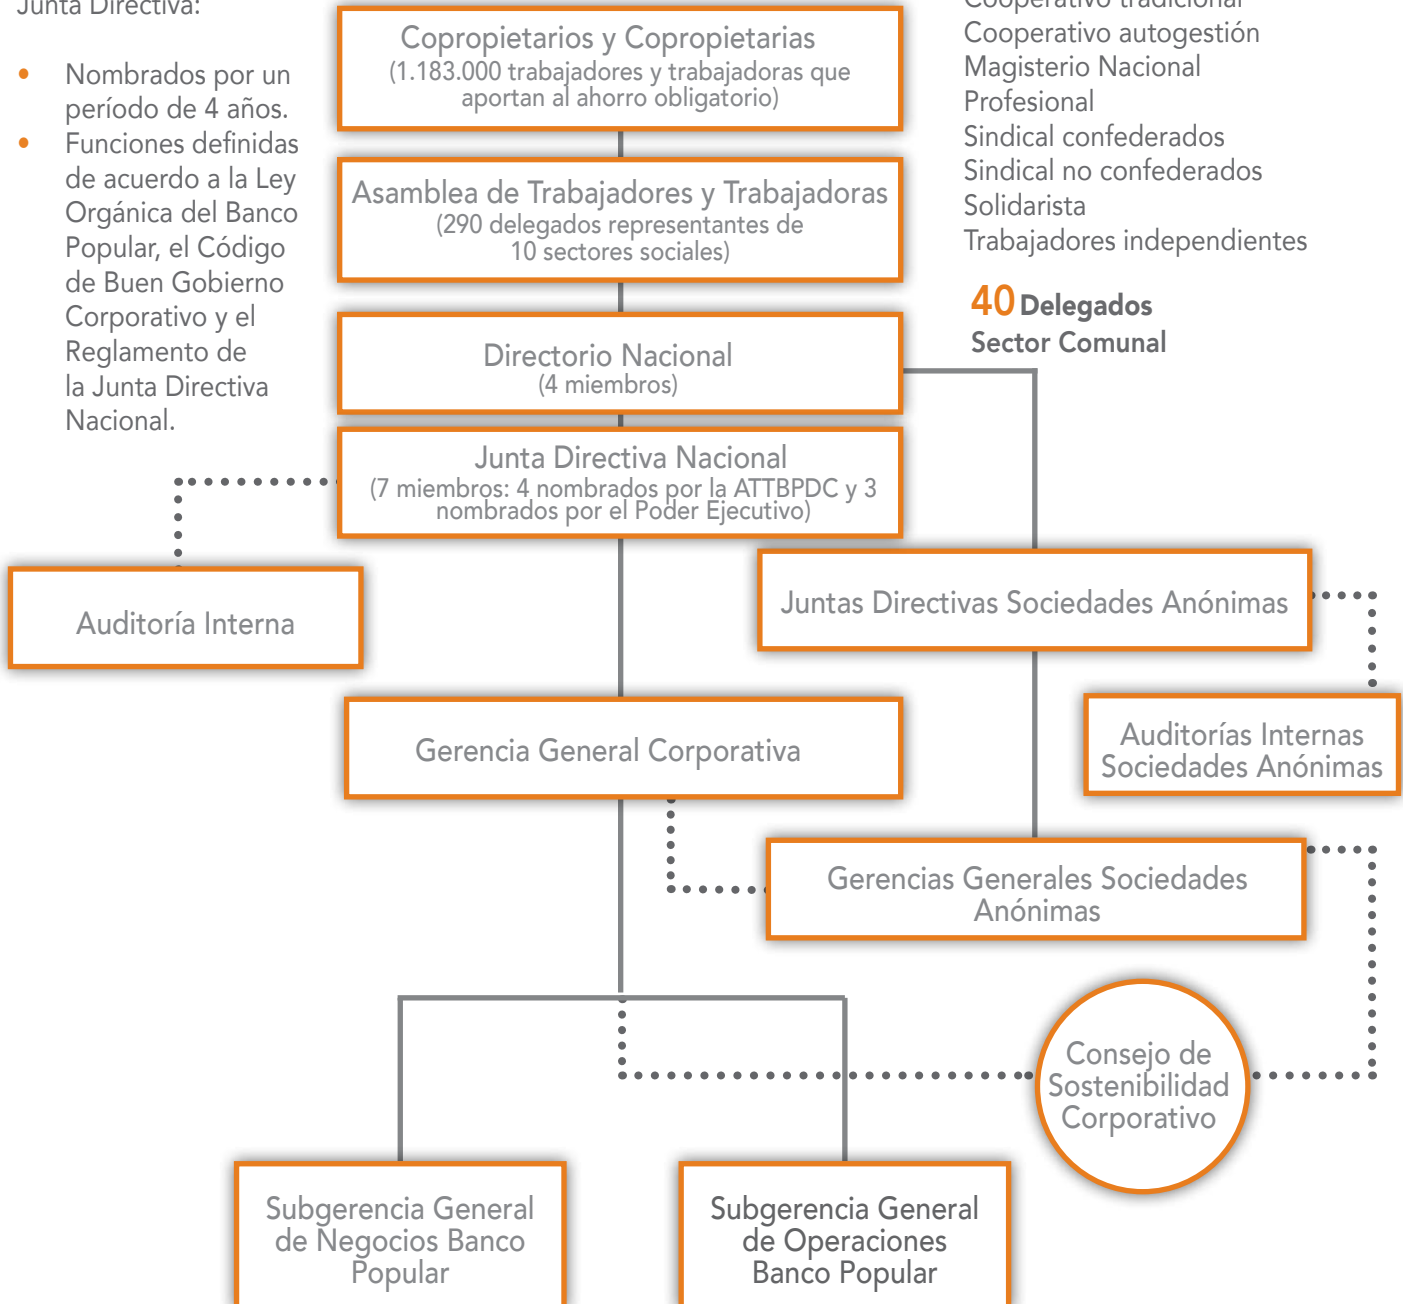 Junta Directiva:
• Nombrados por un
período de 4 años.
• Funciones definidas
de acuerdo a la Ley
Orgánica del Banco
Popular, el Código
de Buen Gobierno
Corporativo y el
Reglamento de
la Junta Directiva
Nacional.
Copropietarios y Copropietarias
(1.183.000 trabajadores y trabajadoras que
aportan al ahorro obligatorio)
Asamblea de Trabajadores y Trabajadoras
(290 delegados representantes de
10 sectores sociales)
Directorio Nacional
(4 miembros)
Junta Directiva Nacional
(7 miembros: 4 nombrados por la ATTBPDC y 3
nombrados por el Poder Ejecutivo)
Cooperativo tradicional
Cooperativo autogestión
Magisterio Nacional
Profesional
Sindical confederados
Sindical no confederados
Solidarista
Trabajadores independientes
40 Delegados
Sector Comunal
Auditoría Interna
Juntas Directivas Sociedades Anónimas
Gerencia General Corporativa
Auditorías Internas
Sociedades Anónimas
Gerencias Generales Sociedades
Anónimas
Consejo de
Sostenibilidad
Corporativo
Subgerencia General
de Negocios Banco
Popular
Subgerencia General
de Operaciones
Banco Popular